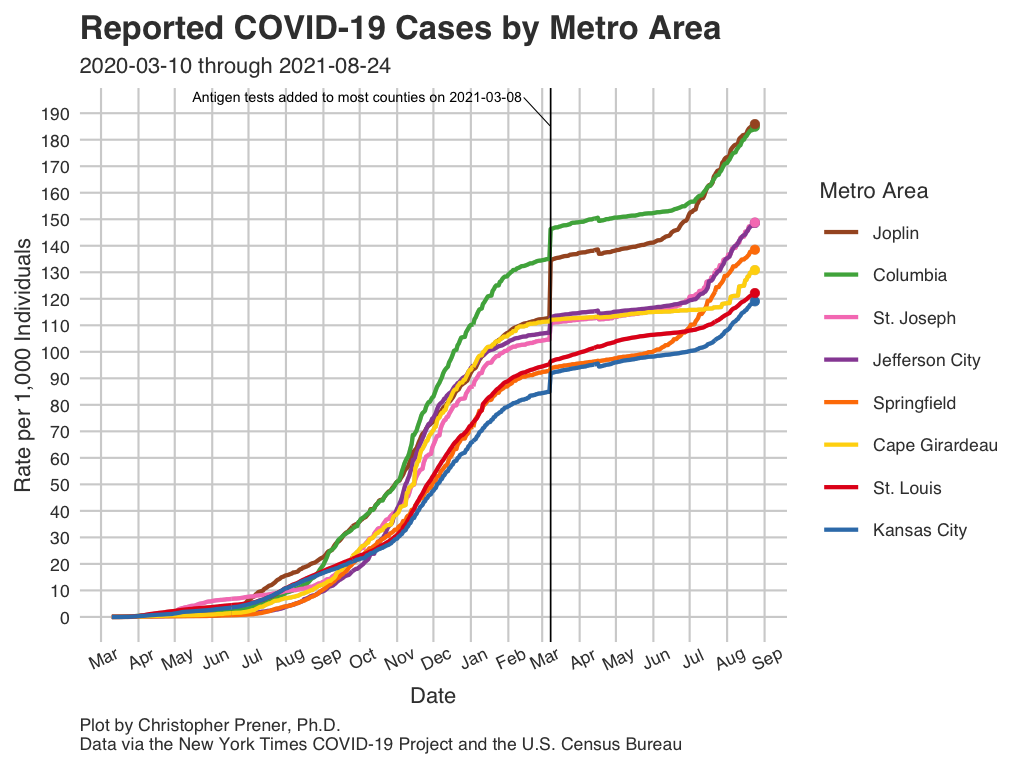 Reported COVID-19 Cases by Metro Area
2020-03-10 through 2021-08-24
Antigen tests added to most counties on 2021-03-08
Rate per 1,000 Individuals
190
180
170
160
150
140
130
120
110
100
90
80
70
60
50
40
30
20
10
0
Mar Apr May Jun Jul Aug Sep Oct Nov Dec Jan Feb Mar Apr May Jun Jul Aug Sep
Date
Metro Area
Joplin
Columbia
St. Joseph
Jefferson City
Springfield
Cape Girardeau
St. Louis
Kansas City
Plot by Christopher Prener, Ph.D.
Data via the New York Times COVID-19 Project and the U.S. Census Bureau